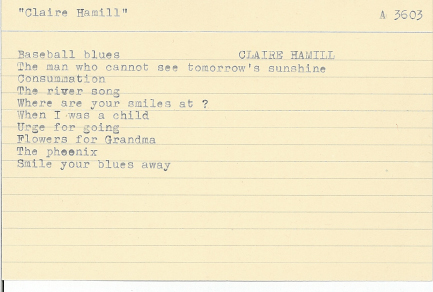 "Claire Hamill" A 3603
Baseball blues CLAIRE HAMILL
The man who cannot see tomorrow's sunshine
Consummation
The river song
Where are your smiles at ?
When I was a child
Urge for going
Flowers for Grandma
The phoenix
Smile your blues away